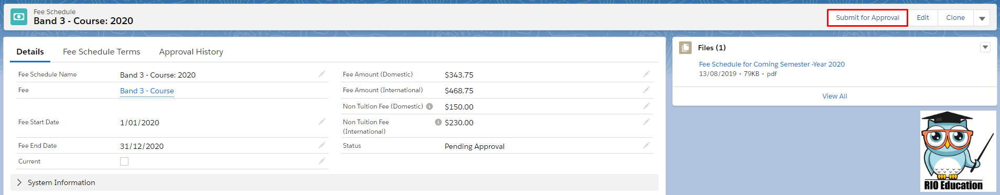 Fee Schedule
Band 3 - Course: 2020
Submit for Approval
Edit
Clone
Details
Fee Schedule Terms
Approval History
Fee Schedule Name
Band 3 - Course: 2020
Fee
Band 3 - Course
Fee Start Date
1/01/2020
Fee End Date
31/12/2020
Current
Fee Amount (Domestic)
$343.75
Fee Amount (International)
$468.75
Non Tuition Fee (Domestic)
$150.00
Non Tuition Fee
(International)
$230.00
Status
Pending Approval
System Information
Files (1)
Fee Schedule for Coming Semester -Year 2020
13/08/2019 • 79KB • pdf
View All
RIO Education